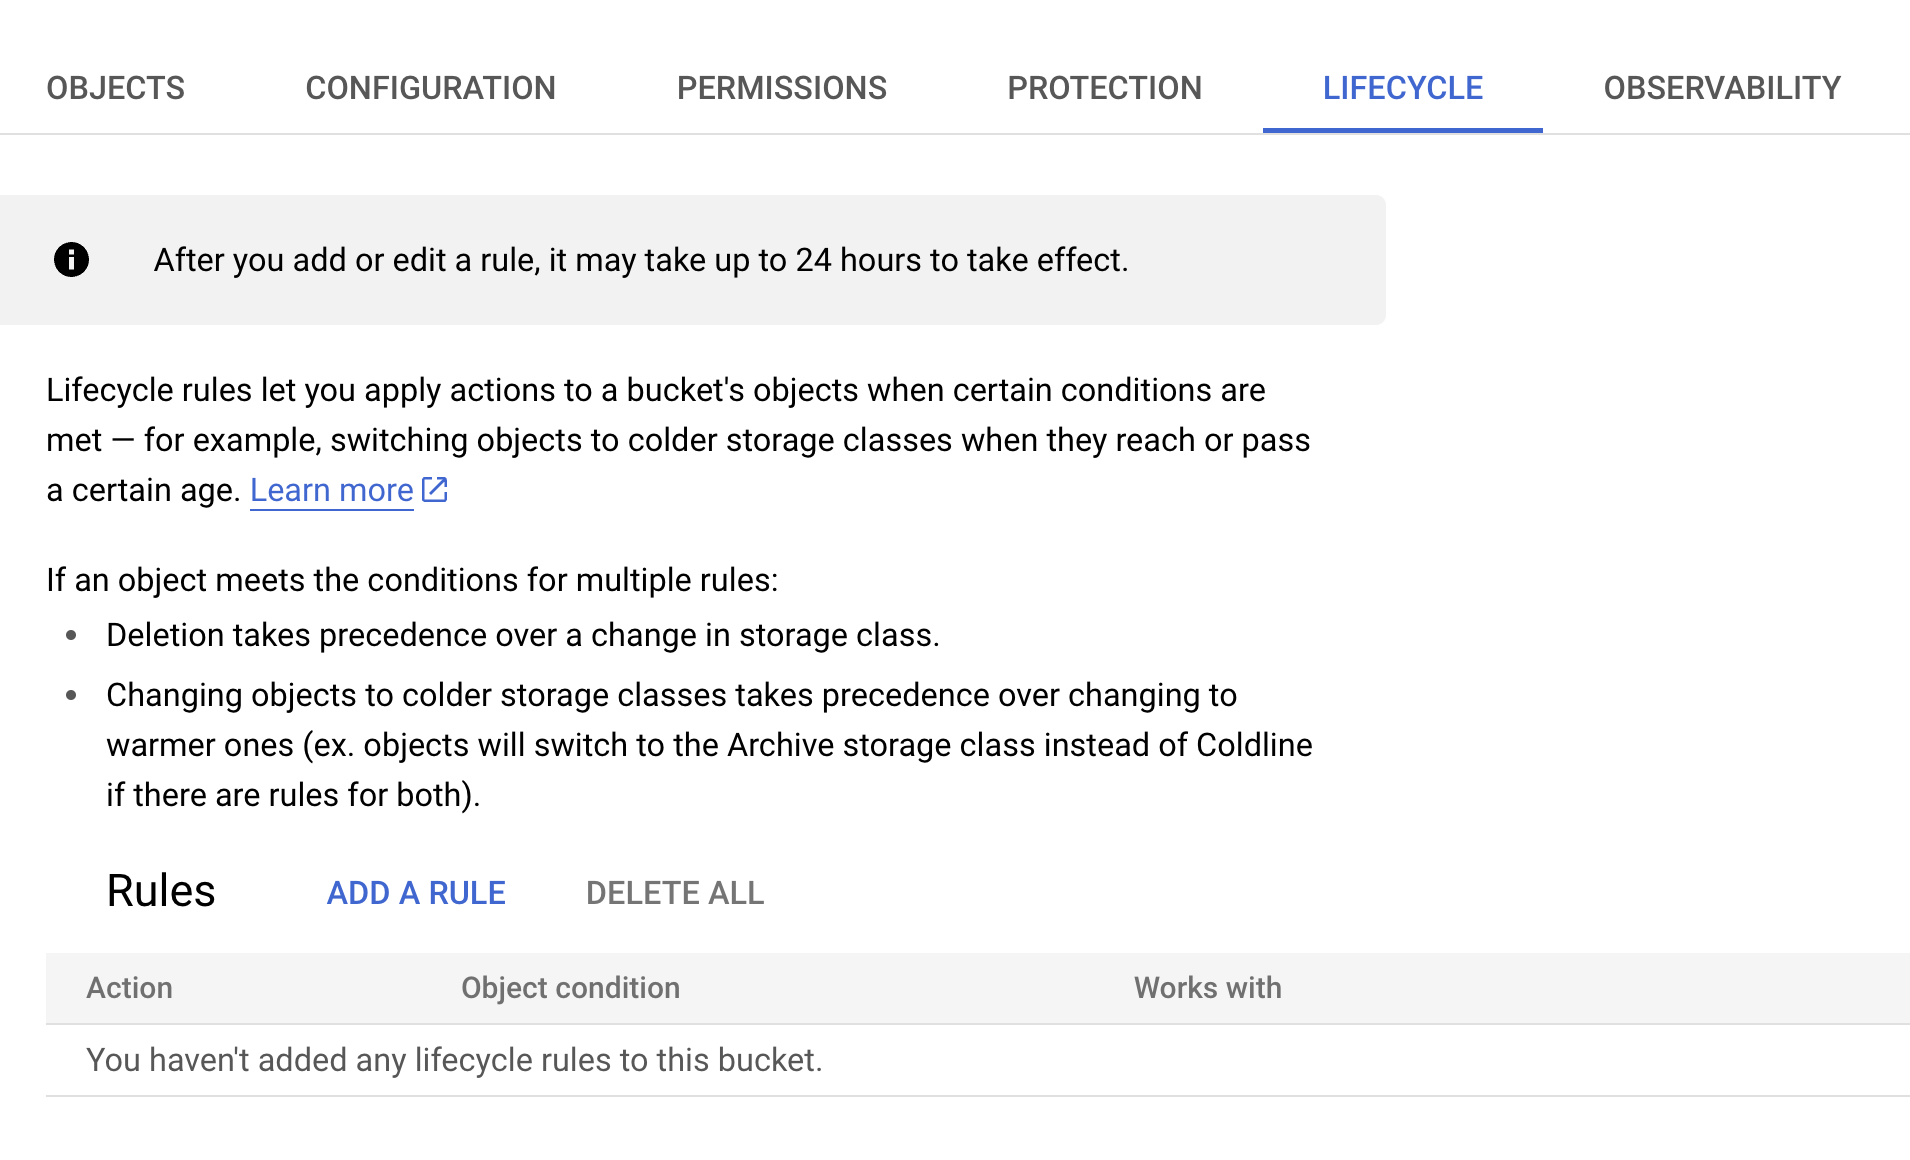 OBJECTS CONFIGURATION PERMISSIONS PROTECTION LIFECYCLE OBSERVABILITY
After you add or edit a rule, it may take up to 24 hours to take effect.
Lifecycle rules let you apply actions to a bucket's objects when certain conditions are
met — for example, switching objects to colder storage classes when they reach or pass
a certain age. Learn more
If an object meets the conditions for multiple rules:
• Deletion takes precedence over a change in storage class.
• Changing objects to colder storage classes takes precedence over changing to
warmer ones (ex. objects will switch to the Archive storage class instead of Coldline
if there are rules for both).
Rules ADD A RULE DELETE ALL
Action Object condition Works with
You haven't added any lifecycle rules to this bucket.